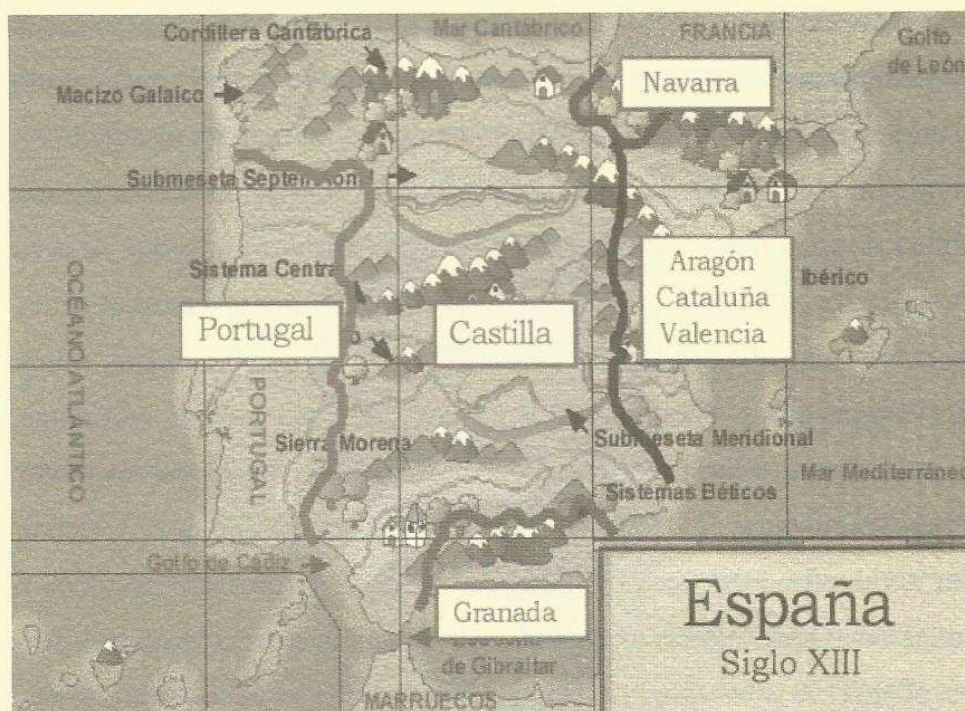 Cordillera Cantábrica
Mar Cantábrico
FRANCIA
Golfo
de León
Macizo Galaico
Navarra
Submeseta
Sistema
Aragón
Cataluña
Valencia
Ibérico
OCÉANO ATLÁNTICO
Portugal
Castilla
PORTUGAL
Sierra Morena
Submeseta Meridional
Mar Mediterráneo
Sistemas Béticos
Golfo de Cádiz
Granada
de Gibraltar
MARRUECOS
España
Siglo XIII